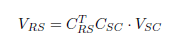 V_{RS} = C_{RS}^{T} C_{SC} \cdot V_{SC}